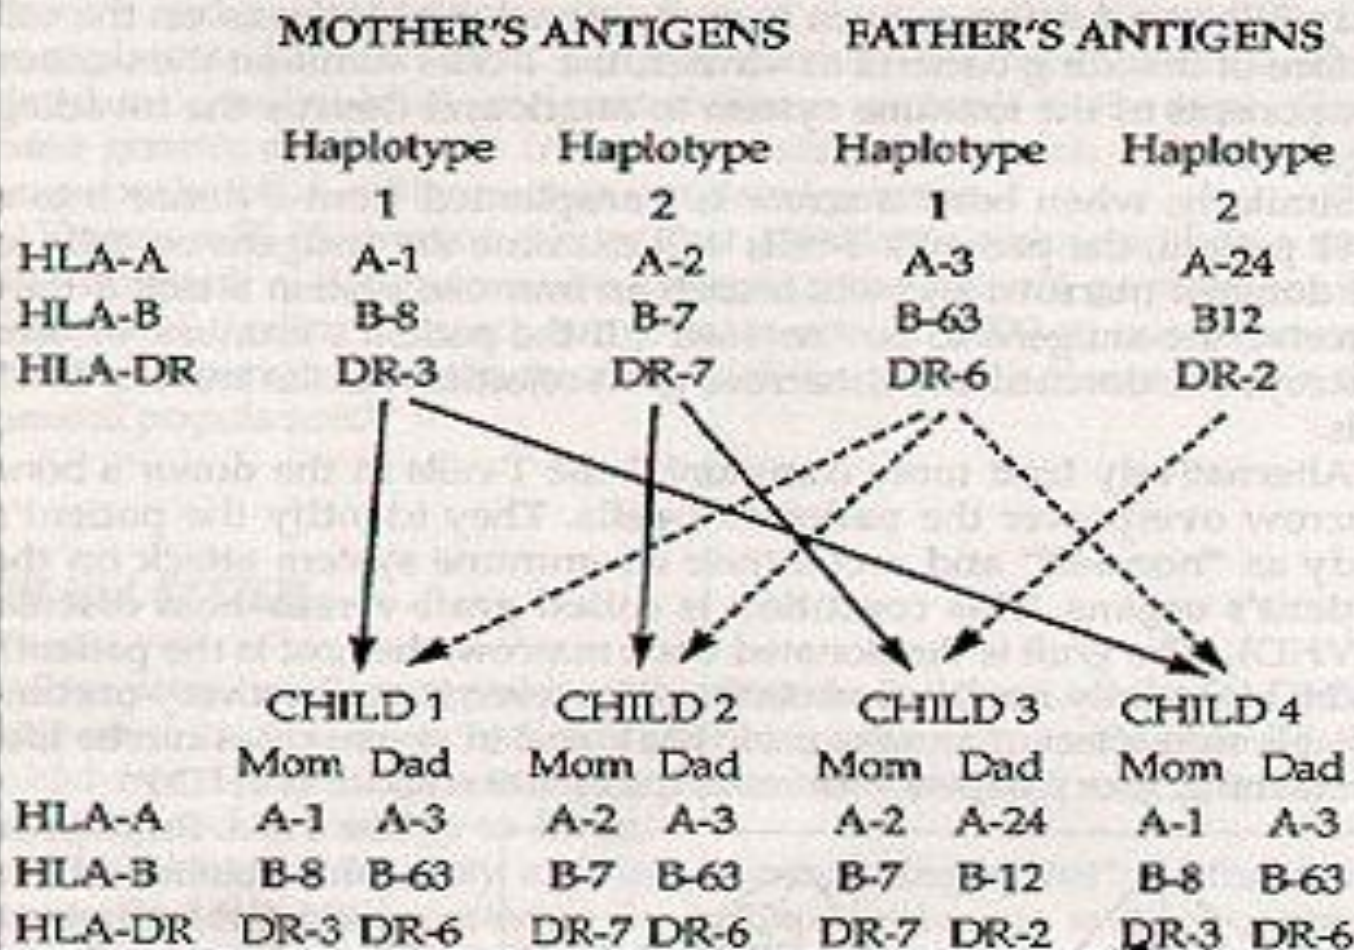 MOTHER'S ANTIGENS FATHER'S ANTIGENS
Haplotype Haplotype Haplotype Haplotype
1 2 1 2
HLA-A A-1 A-2 A-3 A-24
HLA-B B-8 B-7 B-63 B12
HLA-DR DR-3 DR-7 DR-6 DR-2
CHILD 1 CHILD 2 CHILD 3 CHILD 4
Mom Dad Mom Dad Mom Dad Mom Dad
HLA-A A-1 A-3 A-2 A-3 A-2 A-24 A-1 A-3
HLA-B B-8 B-63 B-7 B-63 B-7 B-12 B-8 B-63
HLA-DR DR-3 DR-6 DR-7 DR-6 DR-7 DR-2 DR-3 DR-6